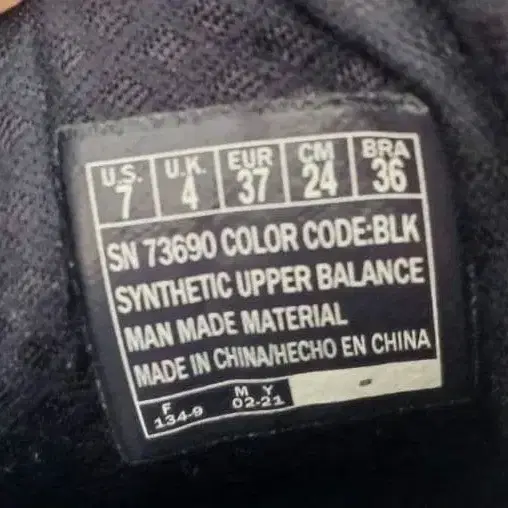 U.S. U.K. EUR CM BRA
7 4 37 24 36
SN 73690 COLOR CODE:BLK
SYNTHETIC UPPER BALANCE
MAN MADE MATERIAL
MADE IN CHINA/HECHO EN CHINA
F M Y
134-9 02-21